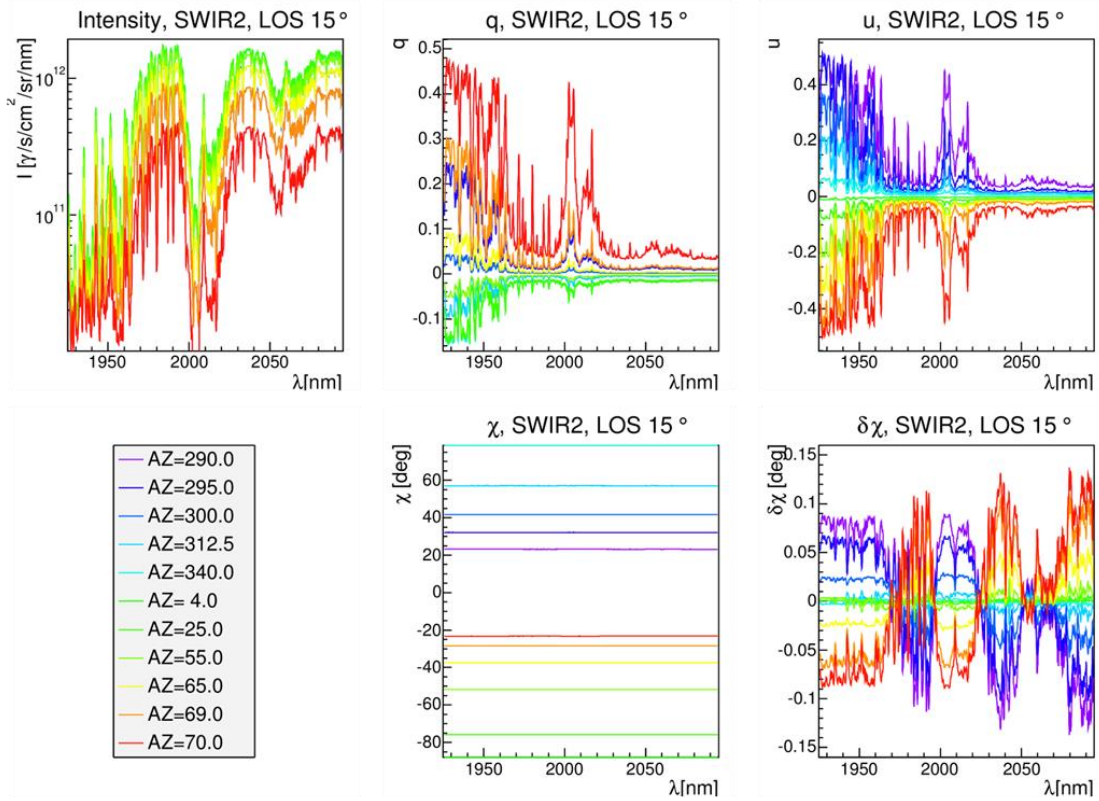 Intensity, SWIR2, LOS 15 °
I [γ/s/cm²/sr/nm]
10¹²
10¹¹
1950 2000 2050
λ[nm]
q, SWIR2, LOS 15 °
q
0.5
0.4
0.3
0.2
0.1
0
-0.1
1950 2000 2050
λ[nm]
u, SWIR2, LOS 15 °
u
0.4
0.2
0
-0.2
-0.4
1950 2000 2050
λ[nm]
AZ=290.0
AZ=295.0
AZ=300.0
AZ=312.5
AZ=340.0
AZ= 4.0
AZ=25.0
AZ=55.0
AZ=65.0
AZ=69.0
AZ=70.0
χ, SWIR2, LOS 15 °
χ [deg]
60
40
20
0
-20
-40
-60
-80
1950 2000 2050
λ[nm]
δχ, SWIR2, LOS 15 °
δχ [deg]
0.15
0.1
0.05
0
-0.05
-0.1
-0.15
1950 2000 2050
λ[nm]